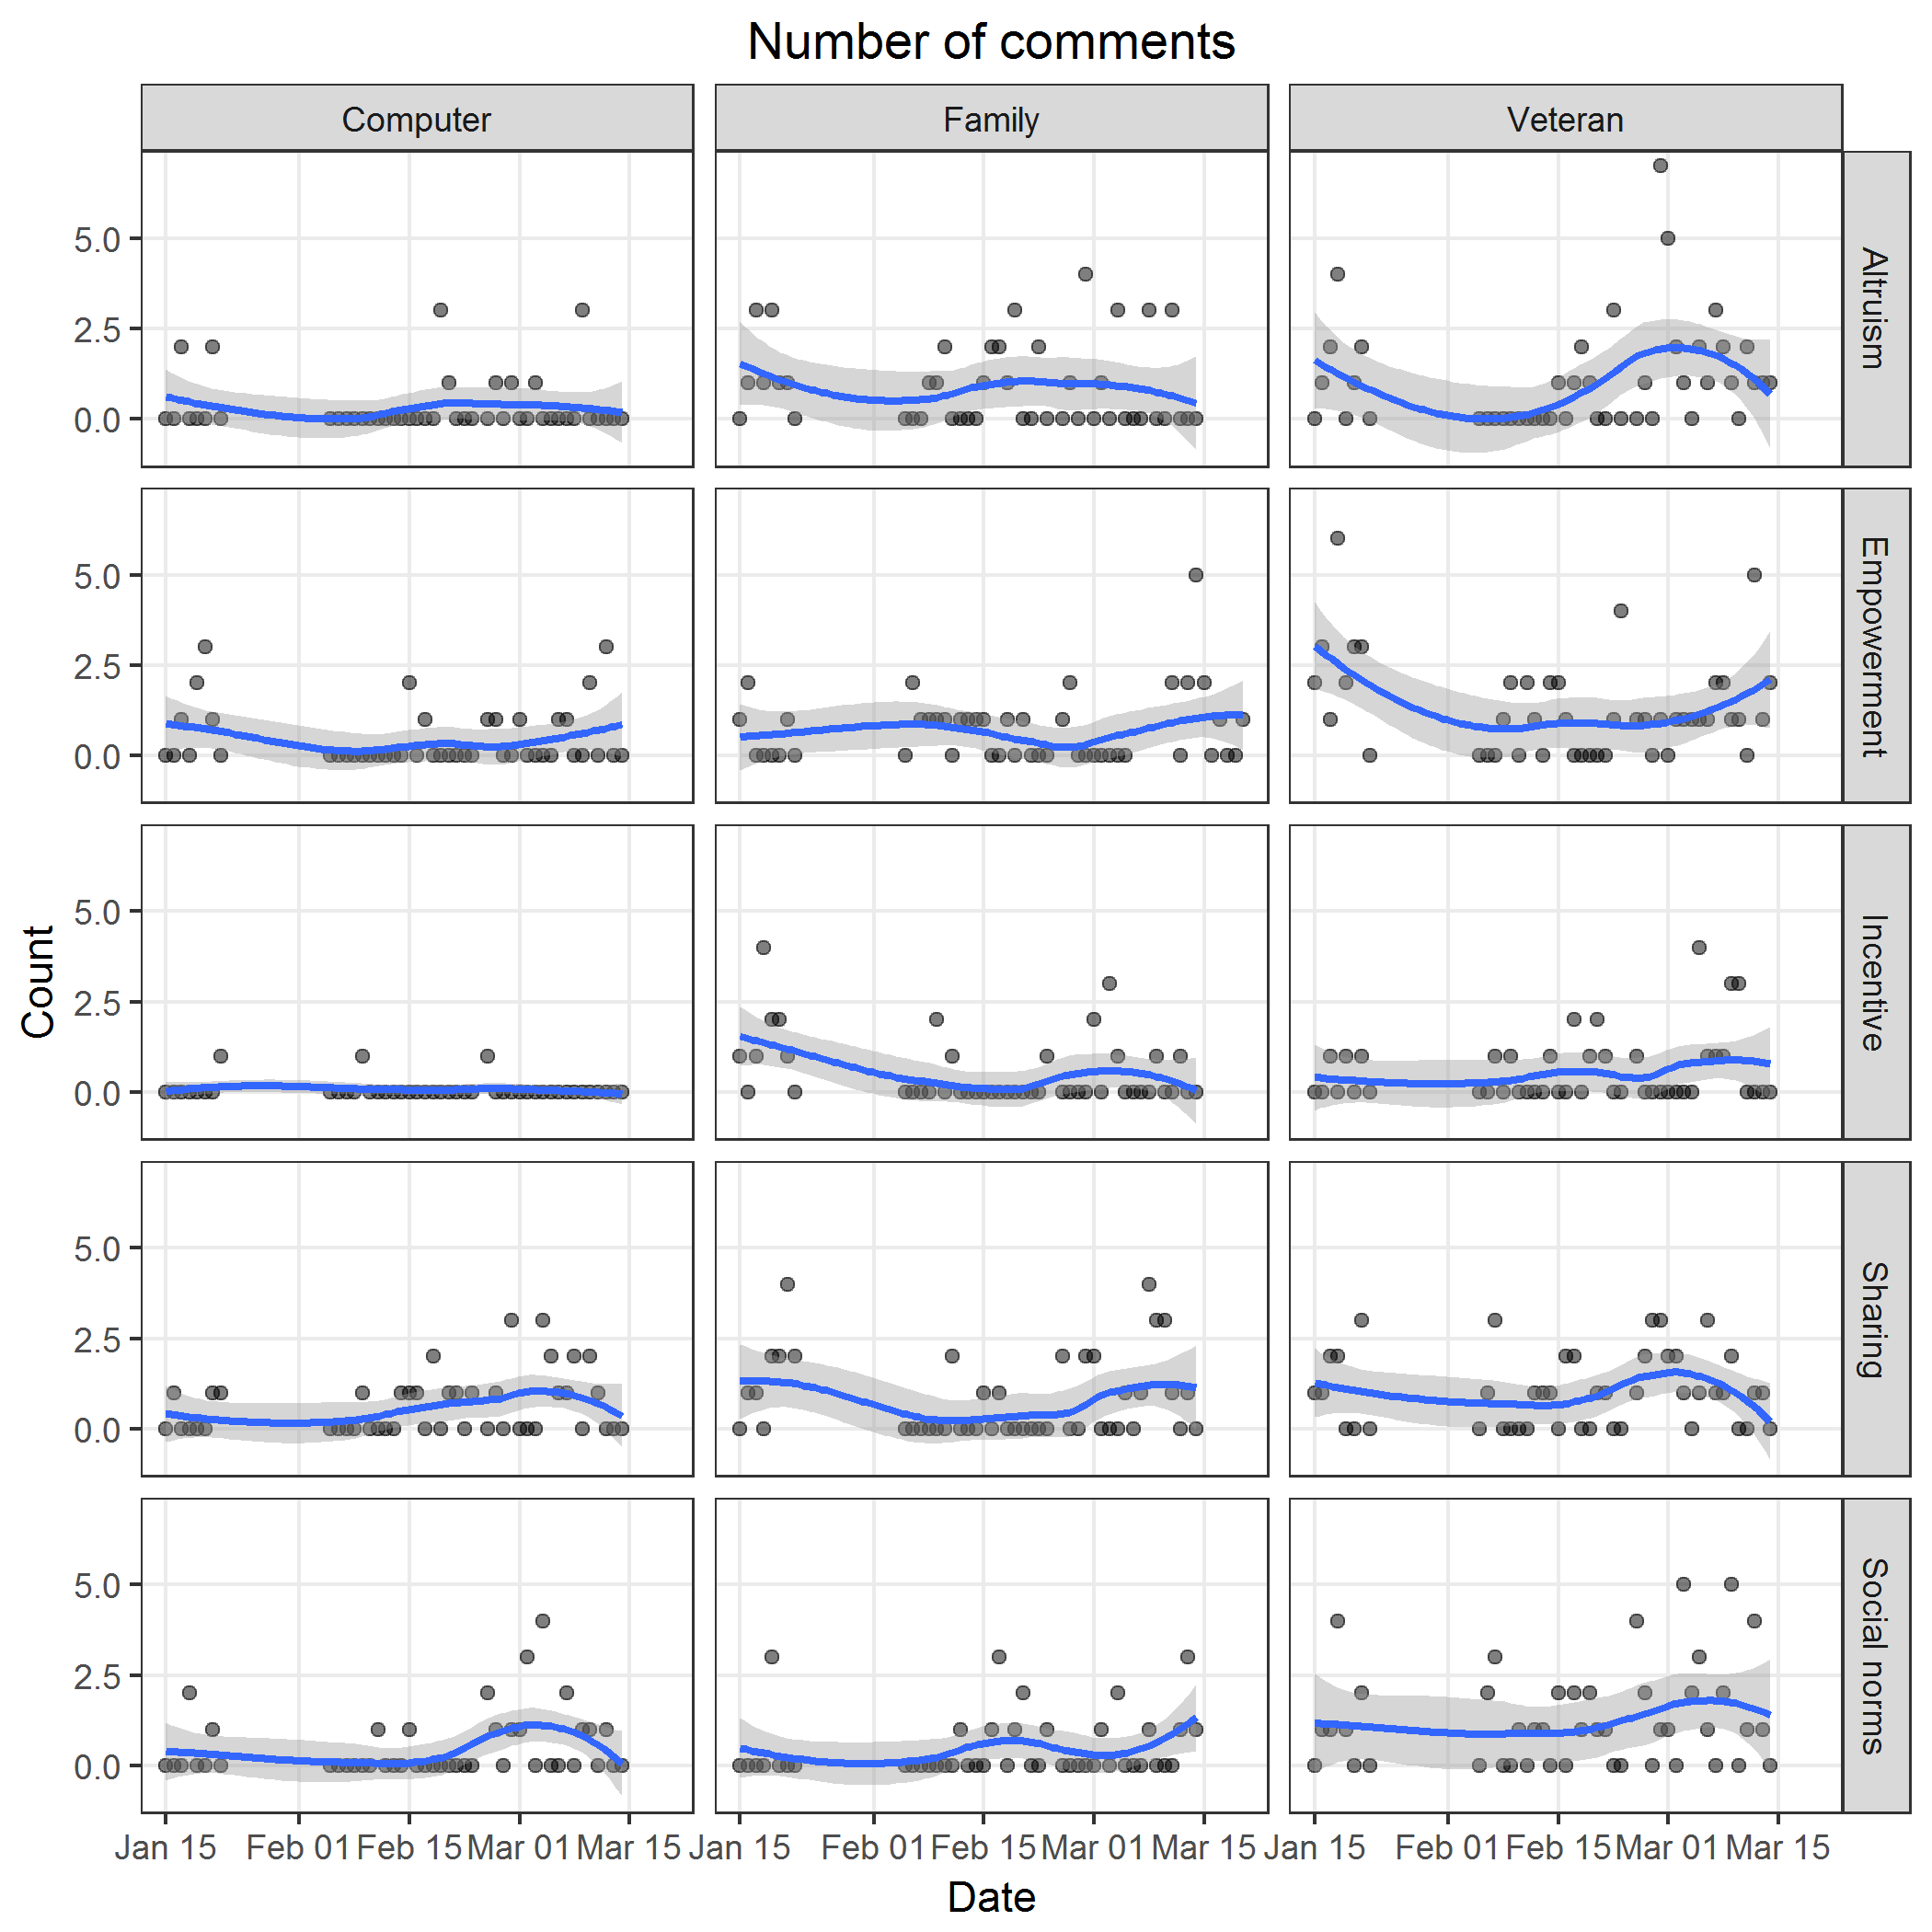 Number of comments
Computer Family Veteran
Altruism
5.0
2.5
0.0
Empowerment
5.0
2.5
0.0
Incentive
5.0
2.5
0.0
Sharing
5.0
2.5
0.0
Social norms
5.0
2.5
0.0
Count
Jan 15 Feb 01 Feb 15 Mar 01 Mar 15 Jan 15 Feb 01 Feb 15 Mar 01 Mar 15 Jan 15 Feb 01 Feb 15 Mar 01 Mar 15
Date